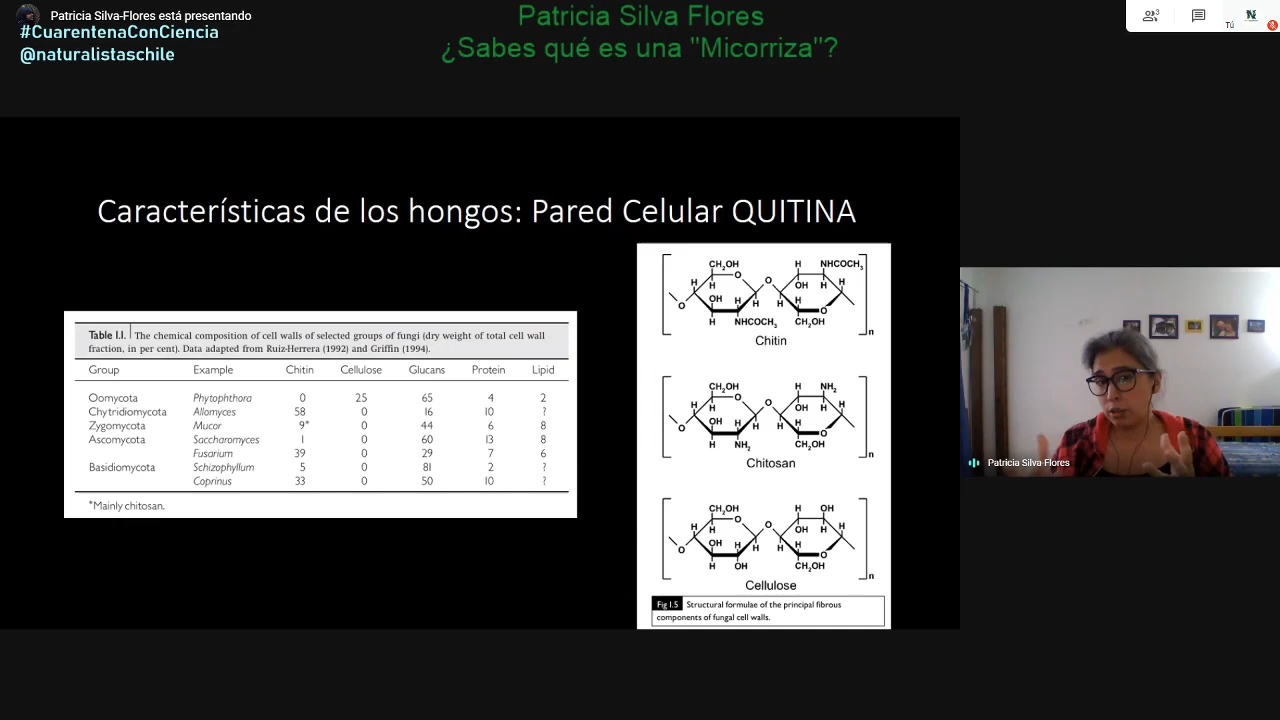 Patricia Silva-Flores está presentando
#CuarentenaConCiencia
@naturalistaschile
Patricia Silva Flores
¿Sabes qué es una "Micorriza"?
3
Tú
Características de los hongos: Pared Celular QUITINA
Table 1.1. The chemical composition of cell walls of selected groups of fungi (dry weight of total cell wall
fraction, in per cent). Data adapted from Ruiz-Herrera (1992) and Griffin (1994).
Group Example Chitin Cellulose Glucans Protein Lipid
Oomycota Phytophthora 0 25 65 4 2
Chytridiomycota Allomyces 58 0 16 10 ?
Zygomycota Mucor 9* 0 44 6 8
Ascomycota Saccharomyces 1 0 60 13 8
Fusarium 39 0 29 7 6
Basidiomycota Schizophyllum 5 0 81 2 ?
Coprinus 33 0 50 10 ?
*Mainly chitosan.
CH2OH H NHCOCH3
H O O OH H H
H
OH H H H
O H H O
H NHCOCH3 CH2OH n
Chitin
CH2OH H NH2
H O O OH H H
H
OH H H H
O H H O
H NH2 CH2OH n
Chitosan
CH2OH H OH
H O O OH H H
H
OH H H H
O H H O
H OH CH2OH n
Cellulose
Fig 1.5 Structural formulae of the principal fibrous
components of fungal cell walls.
Patricia Silva-Flores